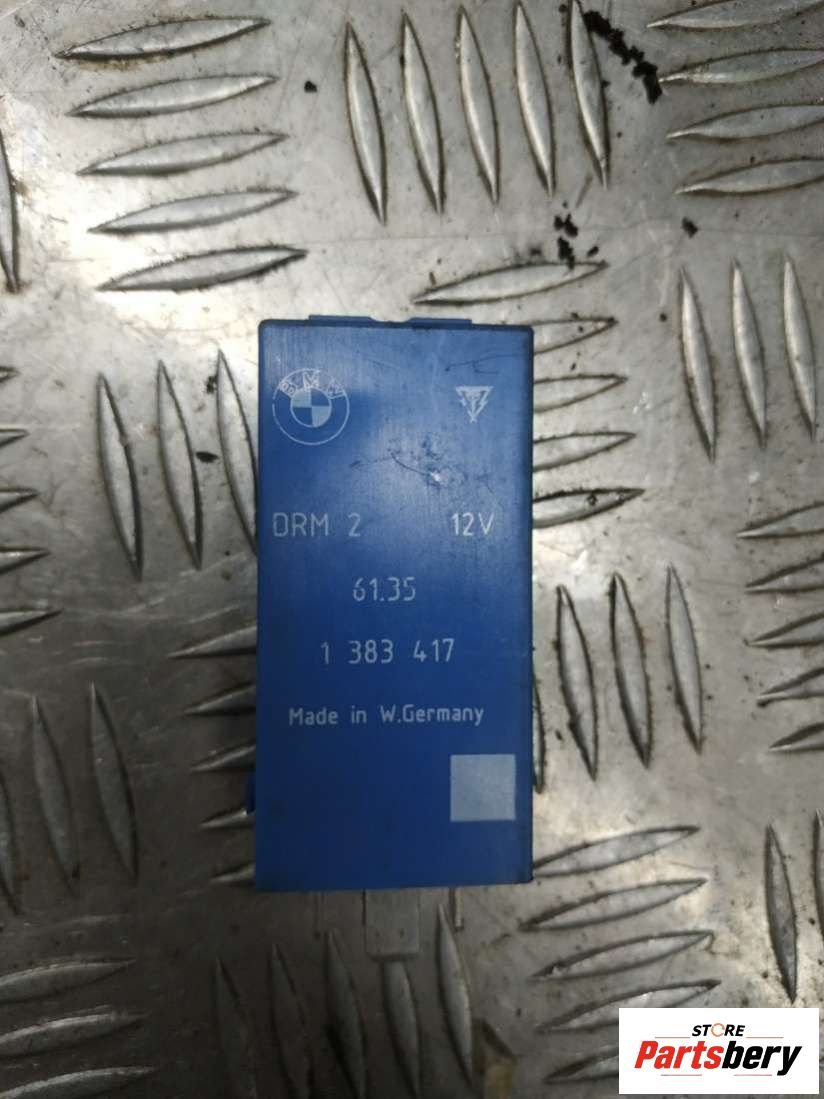 BMW
DRM 2 12V
61.35
1 383 417
Made in W.Germany
STORE
Partsbery